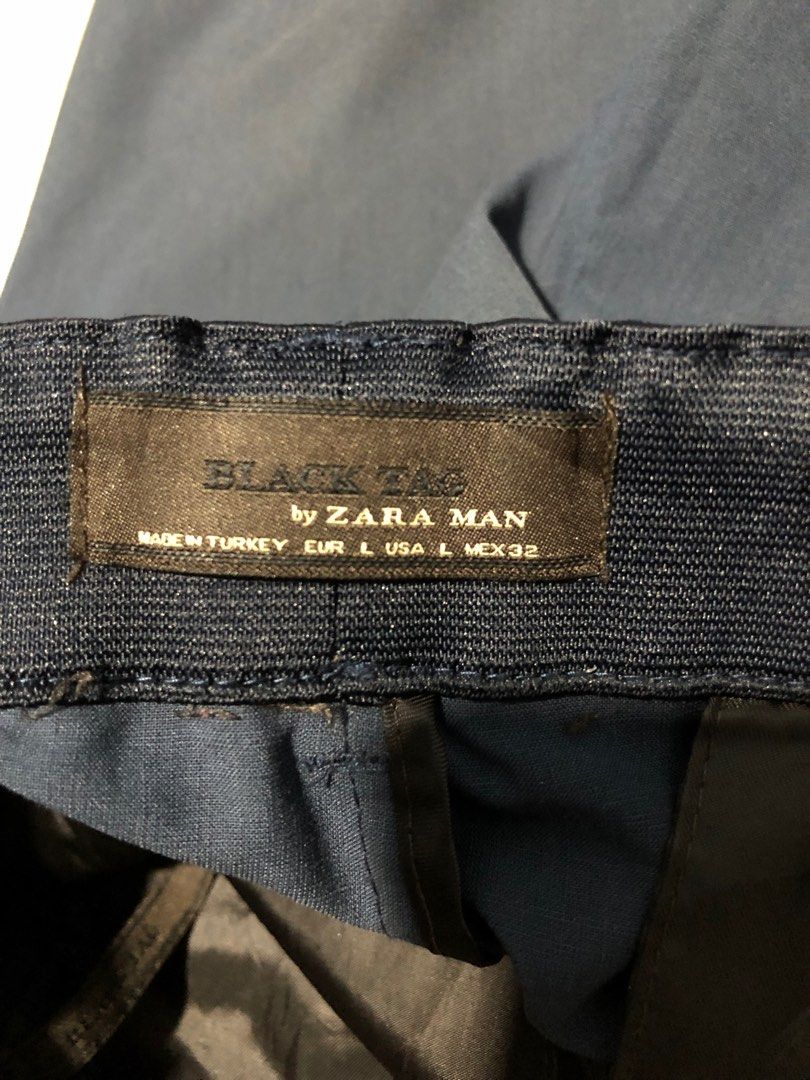 BLACK TAG
by ZARA MAN
MADE IN TURKEY EUR L USA L MEX 32